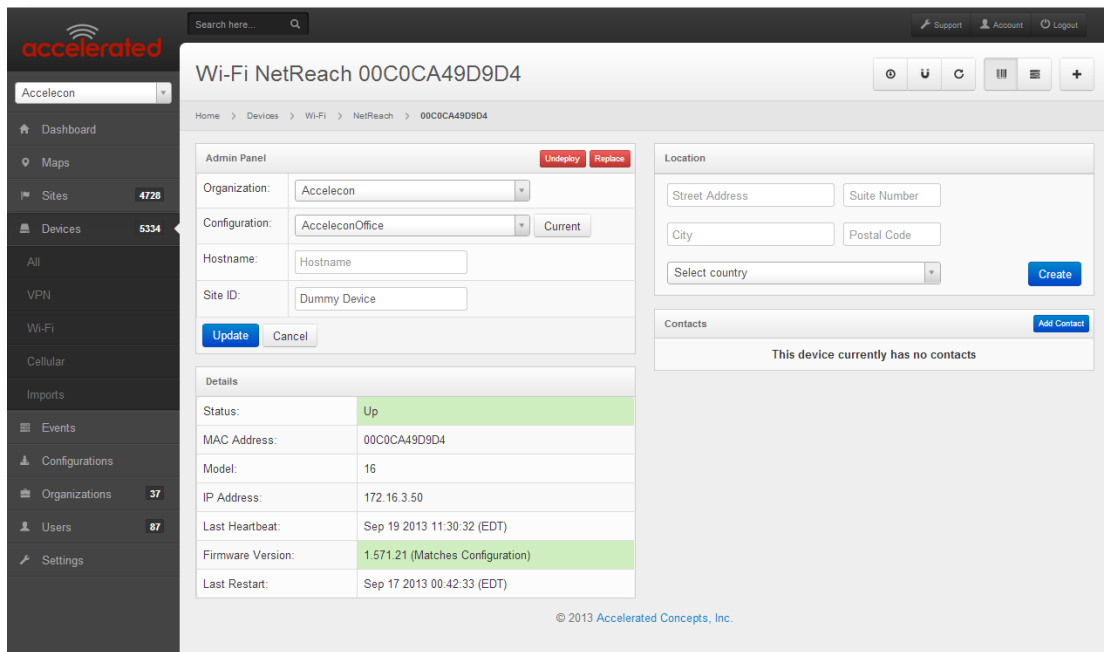 accelerated
Search here...
Support Account Logout
Accelecon
Dashboard
Maps
Sites 4728
Devices 5334
All
VPN
Wi-Fi
Cellular
Imports
Events
Configurations
Organizations 37
Users 87
Settings
Wi-Fi NetReach 00C0CA49D9D4
Home > Devices > Wi-Fi > NetReach > 00C0CA49D9D4
Admin Panel Undeploy Replace
Organization: Accelecon
Configuration: AcceleconOffice Current
Hostname: Hostname
Site ID: Dummy Device
Update Cancel
Details
Status: Up
MAC Address: 00C0CA49D9D4
Model: 16
IP Address: 172.16.3.50
Last Heartbeat: Sep 19 2013 11:30:32 (EDT)
Firmware Version: 1.571.21 (Matches Configuration)
Last Restart: Sep 17 2013 00:42:33 (EDT)
Location
Street Address Suite Number
City Postal Code
Select country Create
Contacts Add Contact
This device currently has no contacts
© 2013 Accelerated Concepts, Inc.